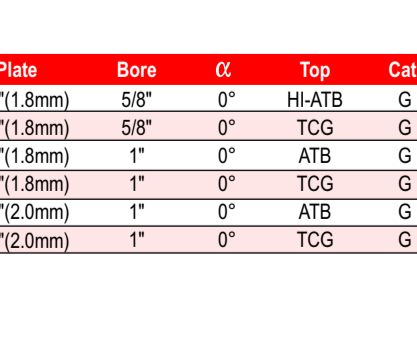 Plate Bore α Top Cat
"(1.8mm) 5/8" 0° HI-ATB G
"(1.8mm) 5/8" 0° TCG G
"(1.8mm) 1" 0° ATB G
"(1.8mm) 1" 0° TCG G
"(2.0mm) 1" 0° ATB G
"(2.0mm) 1" 0° TCG G